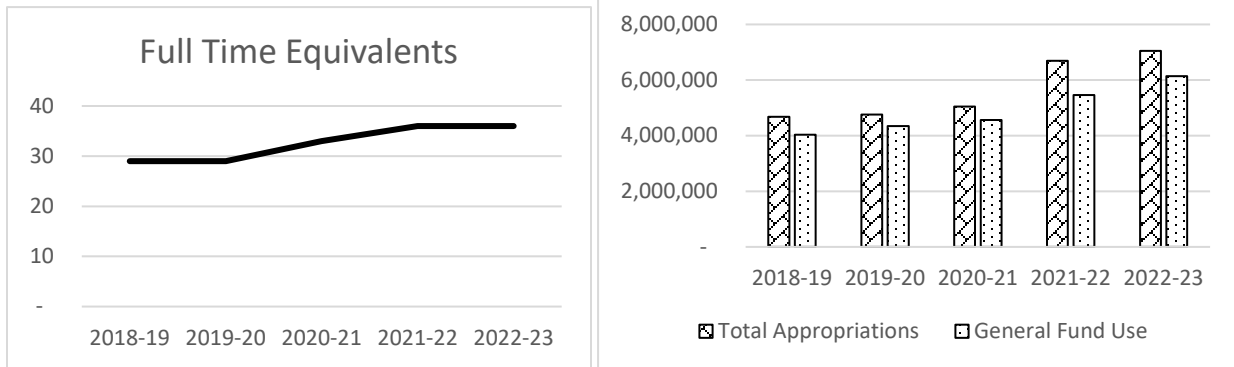 Full Time Equivalents
40
30
20
10
-
2018-19 2019-20 2020-21 2021-22 2022-23
8,000,000
6,000,000
4,000,000
2,000,000
-
2018-19 2019-20 2020-21 2021-22 2022-23
Total Appropriations General Fund Use